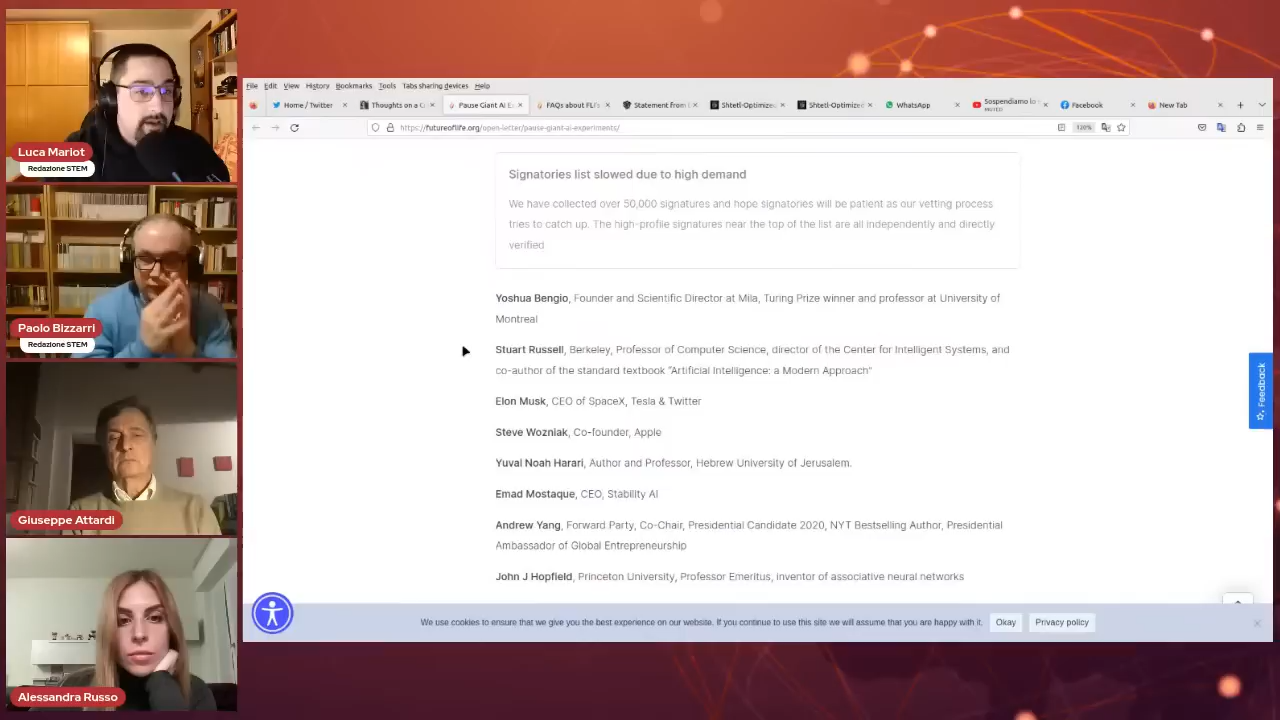 Luca Mariot
Redazione STEM
Paolo Bizzarri
Redazione STEM
Giuseppe Attardi
Alessandra Russo
File Edit View History Bookmarks Tools Tabs sharing devices Help
Home / Twitter
Thoughts on a C
Pause Giant AI E
FAQs about FLI's
Statement from
Shtetl-Optimize
Shtetl-Optimized
WhatsApp
Sospendiamo lo
Facebook
New Tab
https://futureoflife.org/open-letter/pause-giant-ai-experiments/
120%
Signatories list slowed due to high demand
We have collected over 50,000 signatures and hope signatories will be patient as our vetting process
tries to catch up. The high-profile signatures near the top of the list are all independently and directly
verified
Yoshua Bengio, Founder and Scientific Director at Mila, Turing Prize winner and professor at University of
Montreal
Stuart Russell, Berkeley, Professor of Computer Science, director of the Center for Intelligent Systems, and
co-author of the standard textbook "Artificial Intelligence: a Modern Approach"
Elon Musk, CEO of SpaceX, Tesla & Twitter
Steve Wozniak, Co-founder, Apple
Yuval Noah Harari, Author and Professor, Hebrew University of Jerusalem.
Emad Mostaque, CEO, Stability AI
Andrew Yang, Forward Party, Co-Chair, Presidential Candidate 2020, NYT Bestselling Author, Presidential
Ambassador of Global Entrepreneurship
John J Hopfield, Princeton University, Professor Emeritus, inventor of associative neural networks
Feedback
We use cookies to ensure that we give you the best experience on our website. If you continue to use this site we will assume that you are happy with it.
Okay
Privacy policy